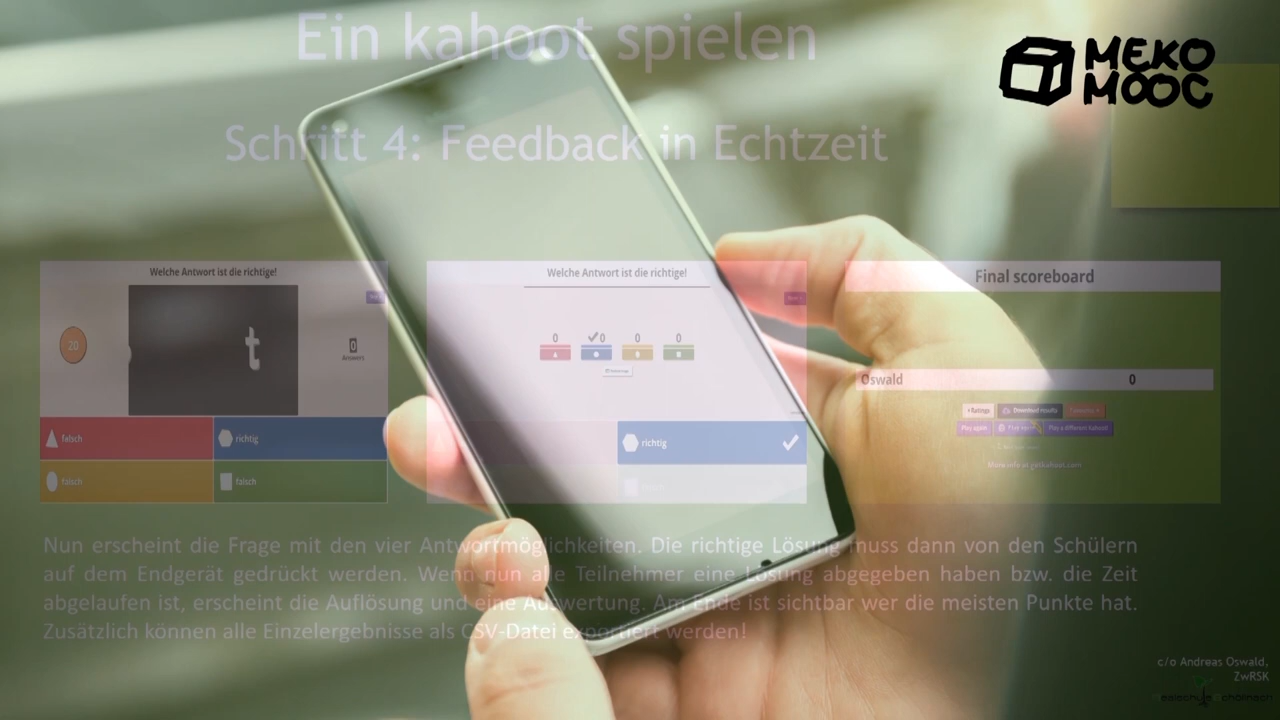 Ein kahoot spielen
MEKO
MOOC
Schritt 4: Feedback in Echtzeit
Welche Antwort ist die richtige!
20
t
0
Answers
falsch
richtig
falsch
falsch
Welche Antwort ist die richtige!
0
0
0
0
richtig
Final scoreboard
Oswald 0
Ratings Download results
Play again Play a different Kahoot!
More info at getkahoot.com
Nun erscheint die Frage mit den vier Antwortmöglichkeiten. Die richtige Lösung muss dann von den Schülern
auf dem Endgerät gedrückt werden. Wenn nun alle Teilnehmer eine Lösung abgegeben haben bzw. die Zeit
abgelaufen ist, erscheint die Auflösung und eine Auswertung. Am Ende ist sichtbar wer die meisten Punkte hat.
Zusätzlich können alle Einzelergebnisse als CSV-Datei exportiert werden!
c/o Andreas Oswald,
ZwRSK